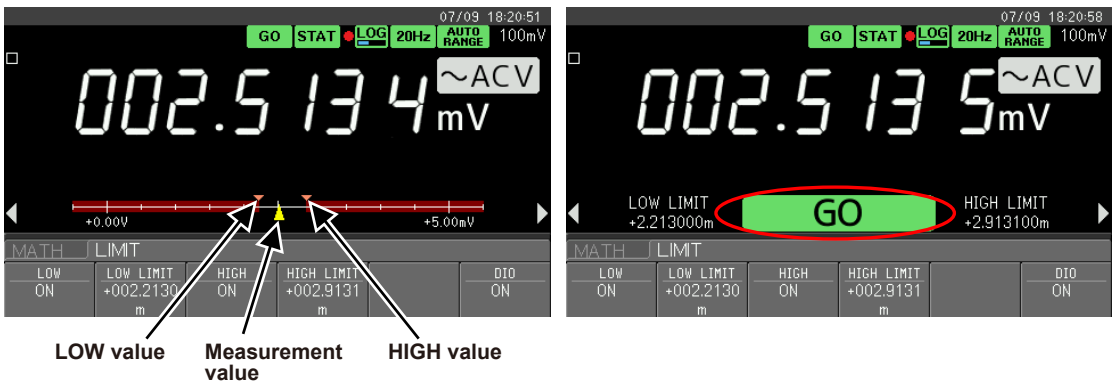 07/09 18:20:51
GO STAT LOG 20Hz AUTO RANGE 100mV
002.5134 mV
~ACV
+0.00V +5.00mV
MATH LIMIT
LOW ON
LOW LIMIT +002.2130 m
HIGH ON
HIGH LIMIT +002.9131 m
DIO ON
07/09 18:20:58
GO STAT LOG 20Hz AUTO RANGE 100mV
002.5135 mV
~ACV
LOW LIMIT
+2.213000m
GO
HIGH LIMIT
+2.913100m
MATH LIMIT
LOW ON
LOW LIMIT +002.2130 m
HIGH ON
HIGH LIMIT +002.9131 m
DIO ON
LOW value
Measurement
value
HIGH value